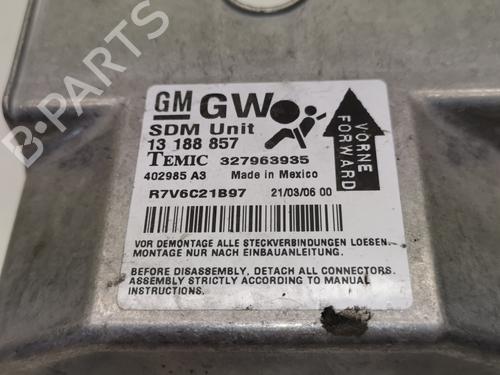 GM GW
SDM Unit
13 188 857
TEMIC 327963935
402985 A3 Made in Mexico
R7V6C21B97 21/03/06 00
VORNE
FORWARD
VOR DEMONTAGE ALLE STECKVERBINDUNGEN LOESEN.
MONTAGE NUR NACH EINBAUANLEITUNG.
BEFORE DISASSEMBLY, DETACH ALL CONNECTORS.
ASSEMBLY STRICTLY ACCORDING TO MANUAL
INSTRUCTIONS.
B-PARTS